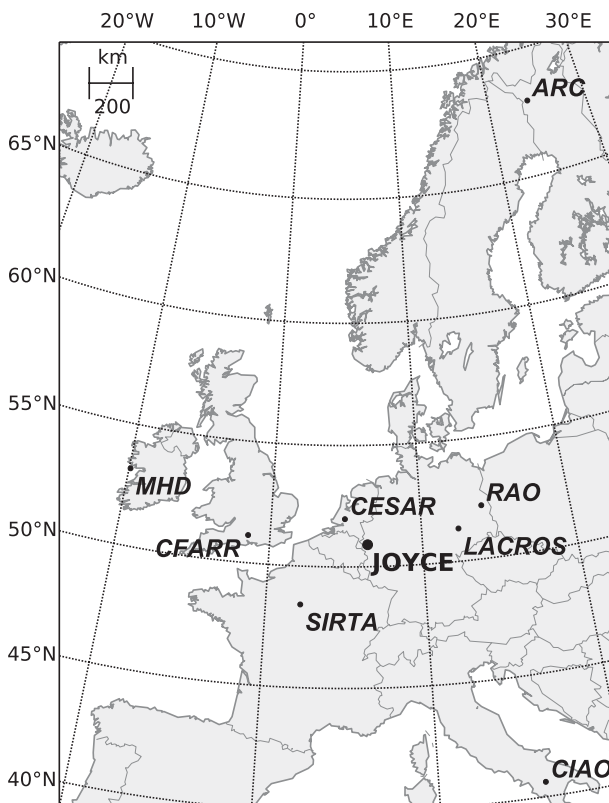 20°W 10°W 0° 10°E 20°E 30°E
km
200
ARC
65°N
60°N
55°N
MHD
CESAR
RAO
50°N
CFARR
LACROS
JOYCE
SIRTA
45°N
CIAO
40°N